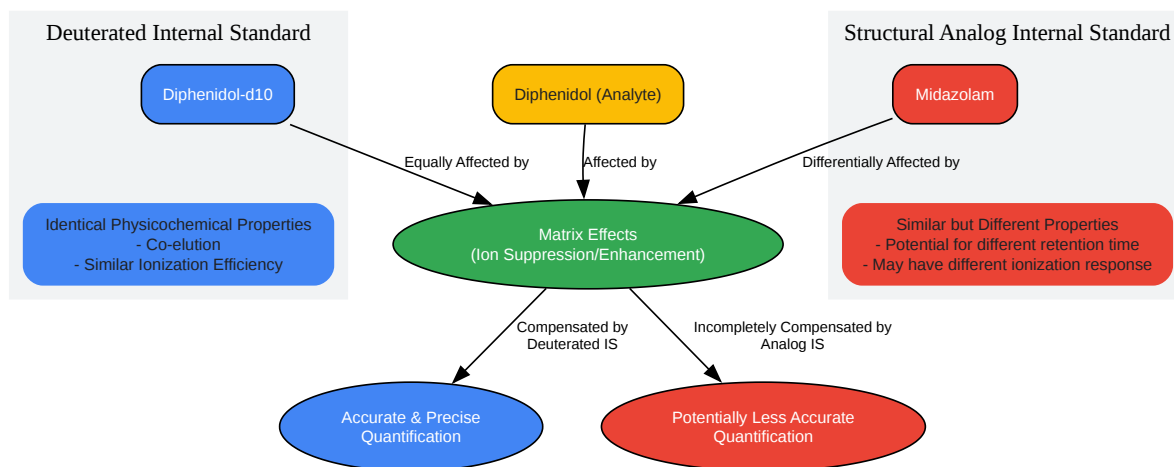 Deuterated Internal Standard
Structural Analog Internal Standard
Diphenidol-d10
Diphenidol (Analyte)
Midazolam
Equally Affected by
Affected by
Differentially Affected by
Identical Physicochemical Properties
- Co-elution
- Similar Ionization Efficiency
Matrix Effects
(Ion Suppression/Enhancement)
Similar but Different Properties
- Potential for different retention time
- May have different ionization response
Compensated by
Deuterated IS
Incompletely Compensated by
Analog IS
Accurate & Precise
Quantification
Potentially Less Accurate
Quantification